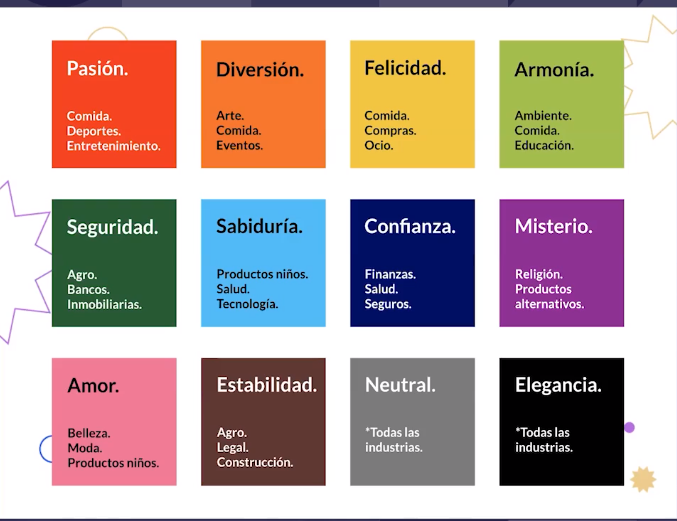 Pasión.
Comida.
Deportes.
Entretenimiento.
Diversión.
Arte.
Comida.
Eventos.
Felicidad.
Comida.
Compras.
Ocio.
Armonía.
Ambiente.
Comida.
Educación.
Seguridad.
Agro.
Bancos.
Inmobiliarias.
Sabiduría.
Productos niños.
Salud.
Tecnología.
Confianza.
Finanzas.
Salud.
Seguros.
Misterio.
Religión.
Productos
alternativos.
Amor.
Belleza.
Moda.
Productos niños.
Estabilidad.
Agro.
Legal.
Construcción.
Neutral.
*Todas las
industrias.
Elegancia.
*Todas las
industrias.